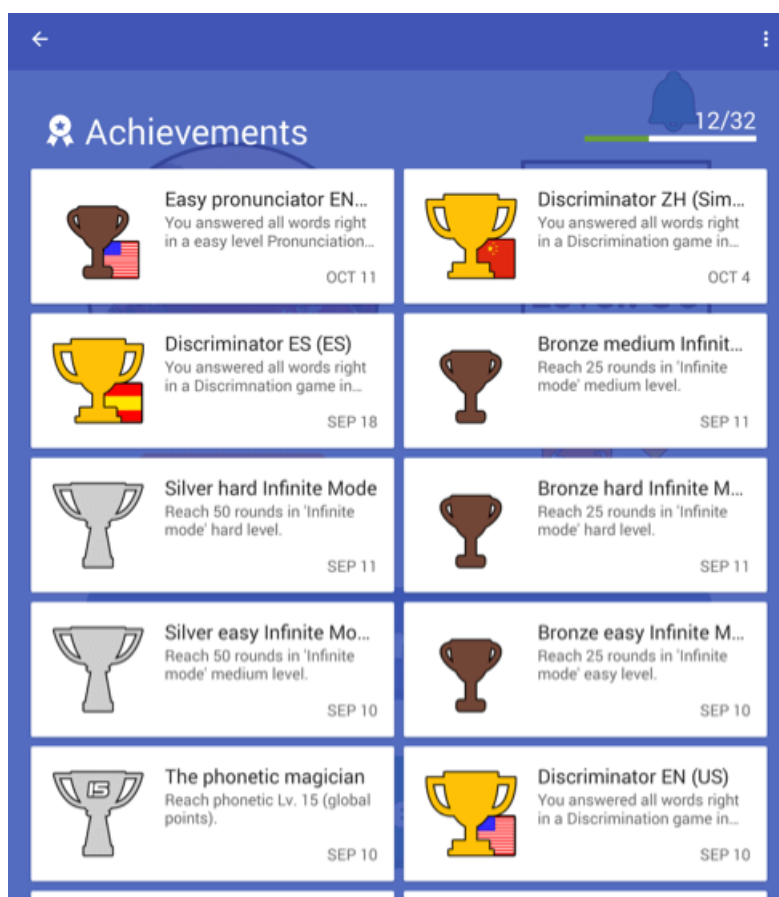 Achievements
12/32
Easy pronunciator EN...
You answered all words right
in a easy level Pronunciation...
OCT 11
Discriminator ZH (Sim...
You answered all words right
in a Discrimination game in...
OCT 4
Discriminator ES (ES)
You answered all words right
in a Discrimnation game in...
SEP 18
Bronze medium Infinit...
Reach 25 rounds in 'Infinite
mode' medium level.
SEP 11
Silver hard Infinite Mode
Reach 50 rounds in 'Infinite
mode' hard level.
SEP 11
Bronze hard Infinite M...
Reach 25 rounds in 'Infinite
mode' hard level.
SEP 11
Silver easy Infinite Mo...
Reach 50 rounds in 'Infinite
mode' medium level.
SEP 10
Bronze easy Infinite M...
Reach 25 rounds in 'Infinite
mode' easy level.
SEP 10
15
The phonetic magician
Reach phonetic Lv. 15 (global
points).
SEP 10
Discriminator EN (US)
You answered all words right
in a Discrimination game in...
SEP 10